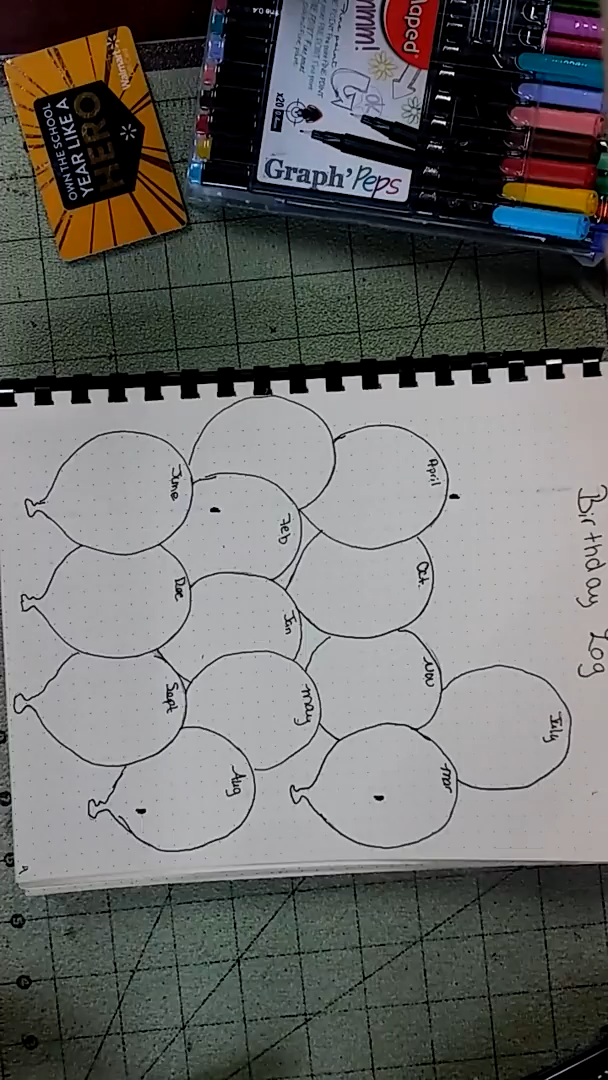 OWN THE SCHOOL
YEAR LIKE A
HERO
Walmart
Maped
x20
Graph'Peps
Birthday Log
July
April
Oct.
Nov
mar
Feb
Jan
may
Aug
June
Dec
Sept